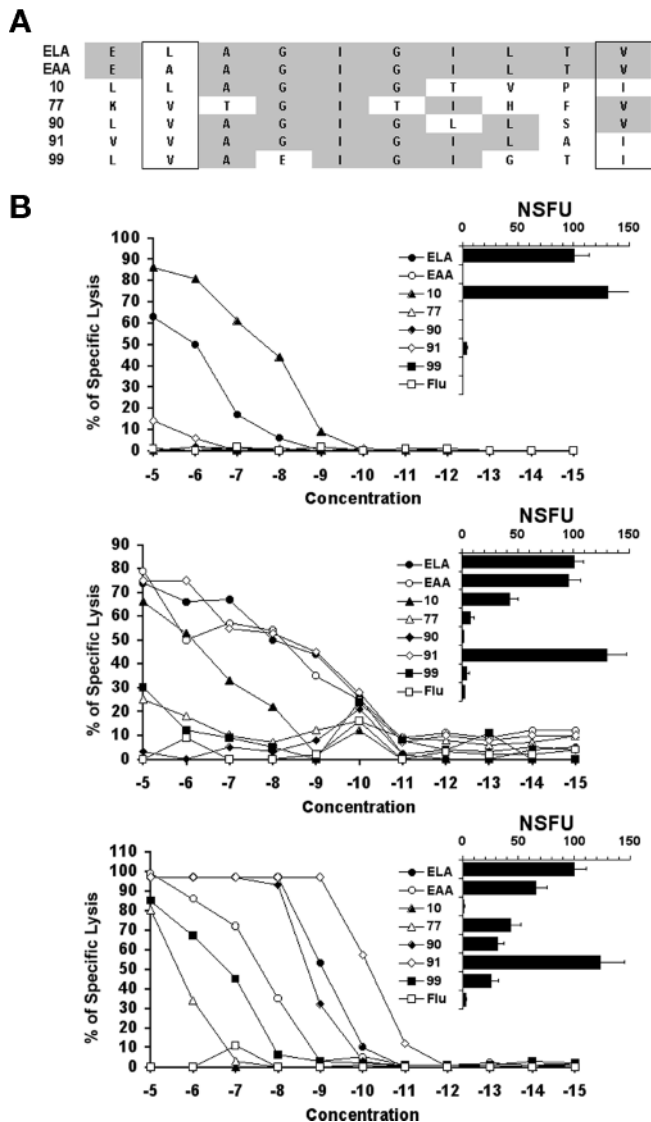 A
ELA E L A G I G I L T V
EAA E A A G I G I L T V
10 L L A G I G T V P I
77 K V T G I T I H F V
90 L V A G I G L L S V
91 V V A G I G I L A I
99 L V A E I G I G T I
B
NSFU
0 50 100 150
ELA
EAA
10
77
90
91
99
Flu
% of Specific Lysis
100
90
80
70
60
50
40
30
20
10
0
-5 -6 -7 -8 -9 -10 -11 -12 -13 -14 -15
Concentration
NSFU
0 50 100 150
ELA
EAA
10
77
90
91
99
Flu
% of Specific Lysis
90
80
70
60
50
40
30
20
10
0
-5 -6 -7 -8 -9 -10 -11 -12 -13 -14 -15
Concentration
NSFU
0 50 100 150
ELA
EAA
10
77
90
91
99
Flu
% of Specific Lysis
110
100
90
80
70
60
50
40
30
20
10
0
-5 -6 -7 -8 -9 -10 -11 -12 -13 -14 -15
Concentration